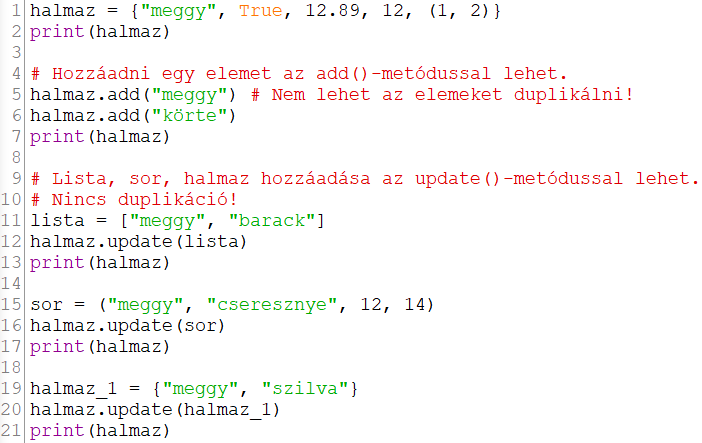 1 halmaz = {"meggy", True, 12.89, 12, (1, 2)}
2 print(halmaz)
3
4 # Hozzáadni egy elemet az add()-metódussal lehet.
5 halmaz.add("meggy") # Nem lehet az elemeket duplikálni!
6 halmaz.add("körte")
7 print(halmaz)
8
9 # Lista, sor, halmaz hozzáadása az update()-metódussal lehet.
10 # Nincs duplikáció!
11 lista = ["meggy", "barack"]
12 halmaz.update(lista)
13 print(halmaz)
14
15 sor = ("meggy", "cseresznye", 12, 14)
16 halmaz.update(sor)
17 print(halmaz)
18
19 halmaz_1 = {"meggy", "szilva"}
20 halmaz.update(halmaz_1)
21 print(halmaz)